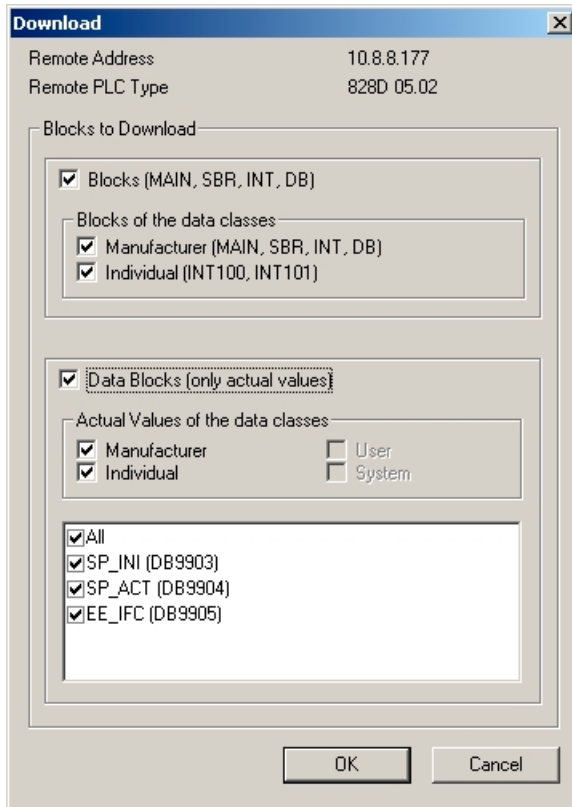 Download
Remote Address 10.8.8.177
Remote PLC Type 828D 05.02
Blocks to Download
Blocks (MAIN, SBR, INT, DB)
Blocks of the data classes
Manufacturer (MAIN, SBR, INT, DB)
Individual (INT100, INT101)
Data Blocks (only actual values)
Actual Values of the data classes
Manufacturer User
Individual System
All
SP_INI (DB9903)
SP_ACT (DB9904)
EE_IFC (DB9905)
OK Cancel